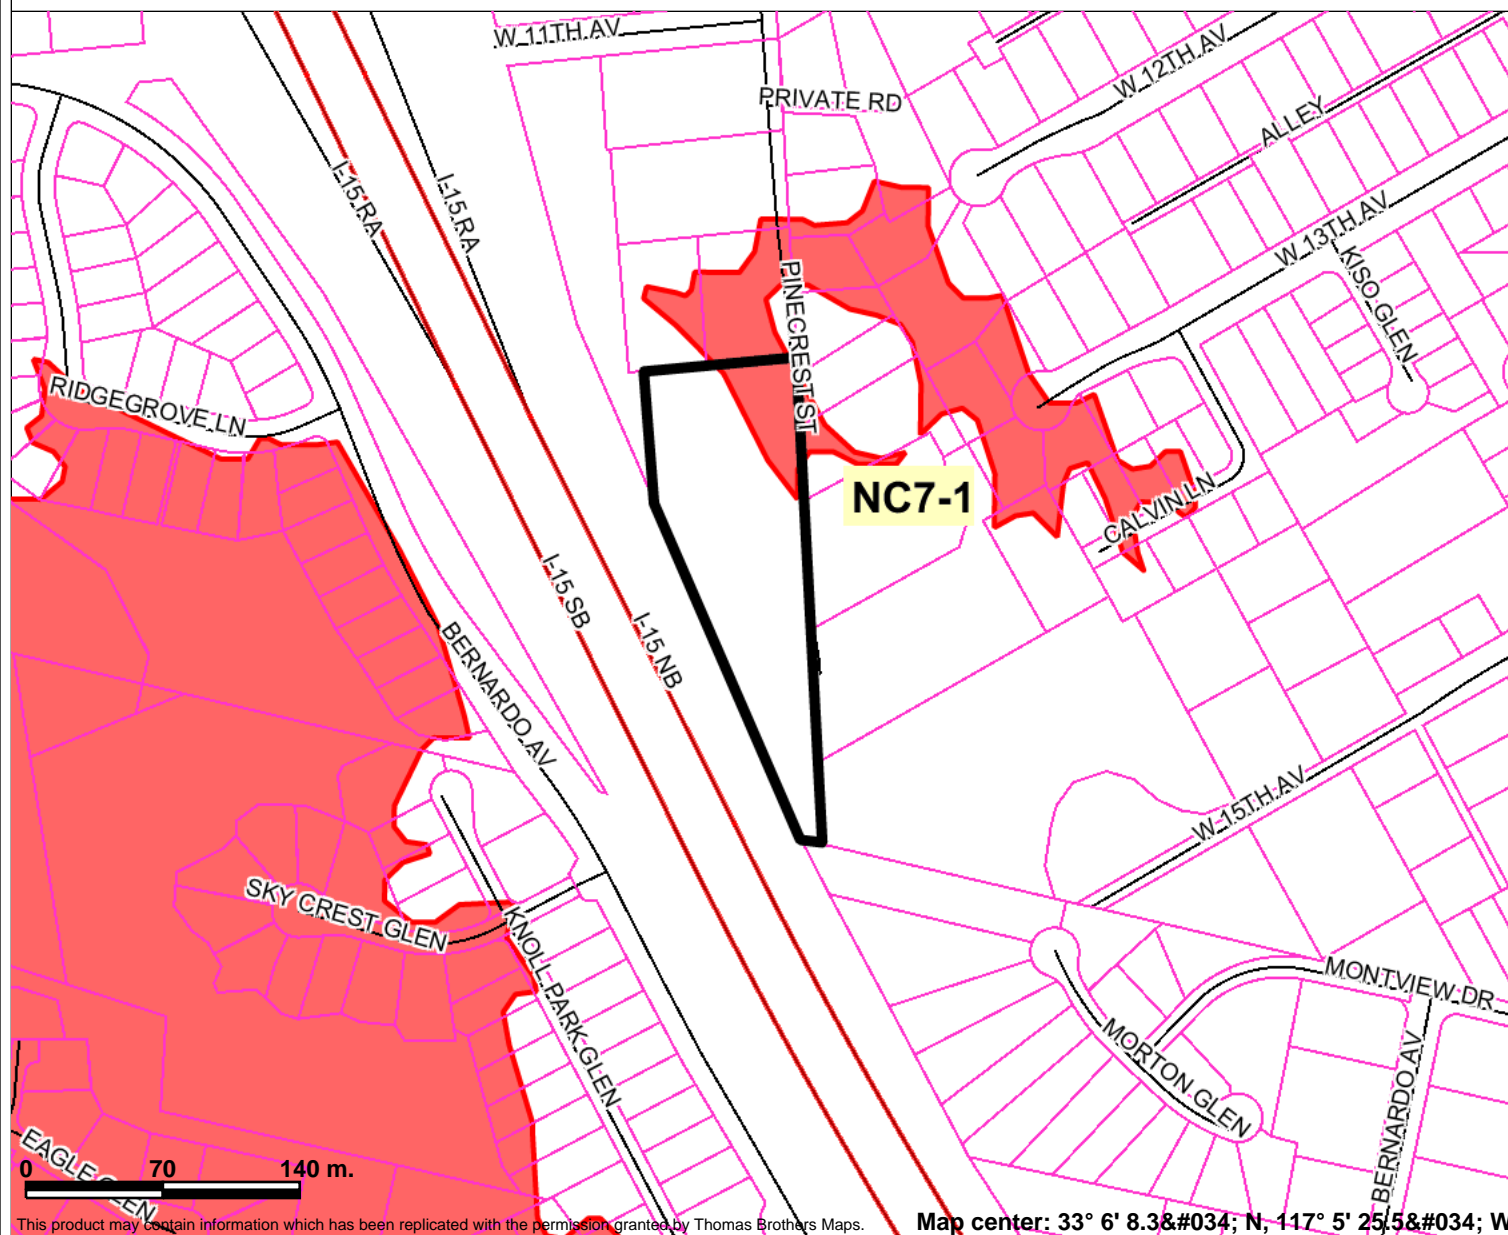 W 11TH AV
W 12TH AV
PRIVATE RD
ALLEY
I-15 RA
I-15 RA
W 13TH AV
KISO GLEN
PINECREST ST
RIDGEGROVE LN
NC7-1
CALVIN LN
I-15 SB
I-15 NB
BERNARDO AV
W 15TH AV
SKY CREST GLEN
KNOLL PARK GLEN
MONTVIEW DR
MORTON GLEN
BERNARDO AV
EAGLE GLEN
0 70 140 m.
This product may contain information which has been replicated with the permission granted by Thomas Brothers Maps.
Map center: 33° 6' 8.3&#034; N, 117° 5' 25.5&#034; W